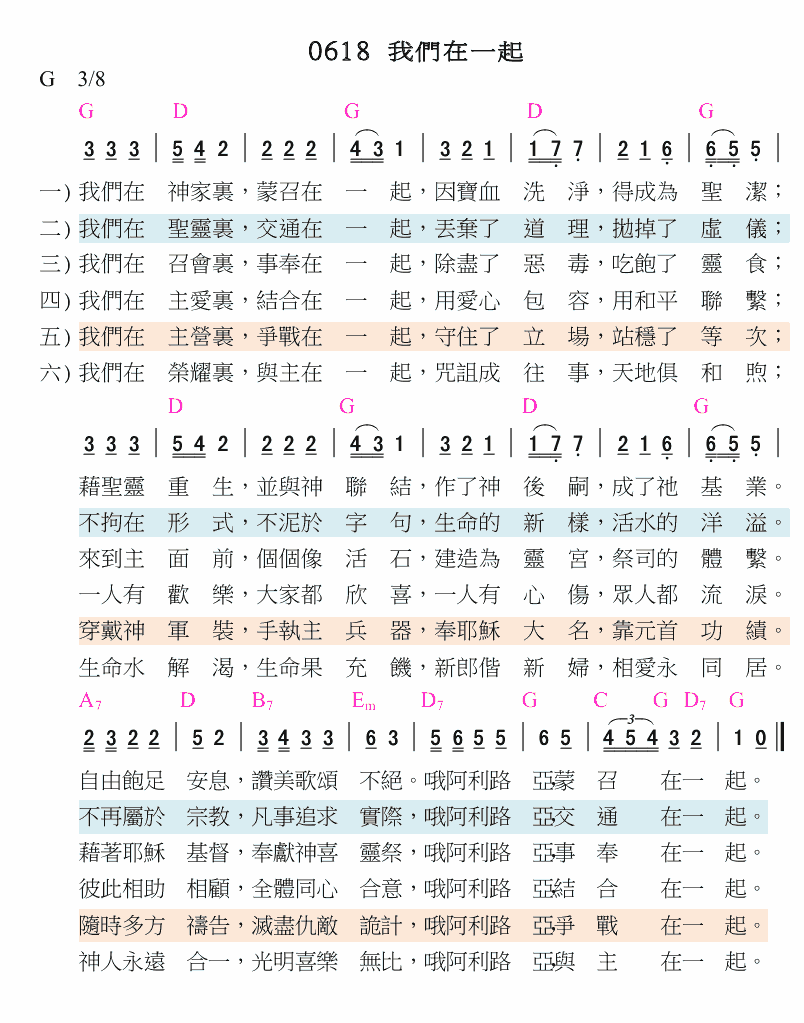 0618 我們在一起
G 3/8
G D G D G
3 3 3 | 5 4 2 | 2 2 2 | 4 3 1 | 3 2 1 | 1 7 7 | 2 1 6 | 6 5 5 |
一) 我們在 神家裏，蒙召在 一 起，因寶血 洗 淨，得成為 聖 潔；
二) 我們在 聖靈裏，交通在 一 起，丟棄了 道 理，拋掉了 虛 儀；
三) 我們在 召會裏，事奉在 一 起，除盡了 惡 毒，吃飽了 靈 食；
四) 我們在 主愛裏，結合在 一 起，用愛心 包 容，用和平 聯 繫；
五) 我們在 主營裏，爭戰在 一 起，守住了 立 場，站穩了 等 次；
六) 我們在 榮耀裏，與主在 一 起，咒詛成 往 事，天地俱 和 煦；
D G D G
3 3 3 | 5 4 2 | 2 2 2 | 4 3 1 | 3 2 1 | 1 7 7 | 2 1 6 | 6 5 5 |
藉聖靈 重 生，並與神 聯 結，作了神 後 嗣，成了祂 基 業。
不拘在 形 式，不泥於 字 句，生命的 新 樣，活水的 洋 溢。
來到主 面 前，個個像 活 石，建造為 靈 宮，祭司的 體 繫。
一人有 歡 樂，大家都 欣 喜，一人有 心 傷，眾人都 流 淚。
穿戴神 軍 裝，手執主 兵 器，奉耶穌 大 名，靠元首 功 績。
生命水 解 渴，生命果 充 饑，新郎偕 新 婦，相愛永 同 居。
A7 D B7 Em D7 G C G D7 G
2 3 2 2 | 5 2 | 3 4 3 3 | 6 3 | 5 6 5 5 | 6 5 | 4 5 4 3 2 | 1 0 ‖
自由飽足 安息，讚美歌頌 不絕。哦阿利路 亞，蒙 召 在一 起。
不再屬於 宗教，凡事追求 實際，哦阿利路 亞，交 通 在一 起。
藉著耶穌 基督，奉獻神喜 靈祭，哦阿利路 亞，事 奉 在一 起。
彼此相助 相顧，全體同心 合意，哦阿利路 亞，結 合 在一 起。
隨時多方 禱告，滅盡仇敵 詭計，哦阿利路 亞，爭 戰 在一 起。
神人永遠 合一，光明喜樂 無比，哦阿利路 亞，與 主 在一 起。